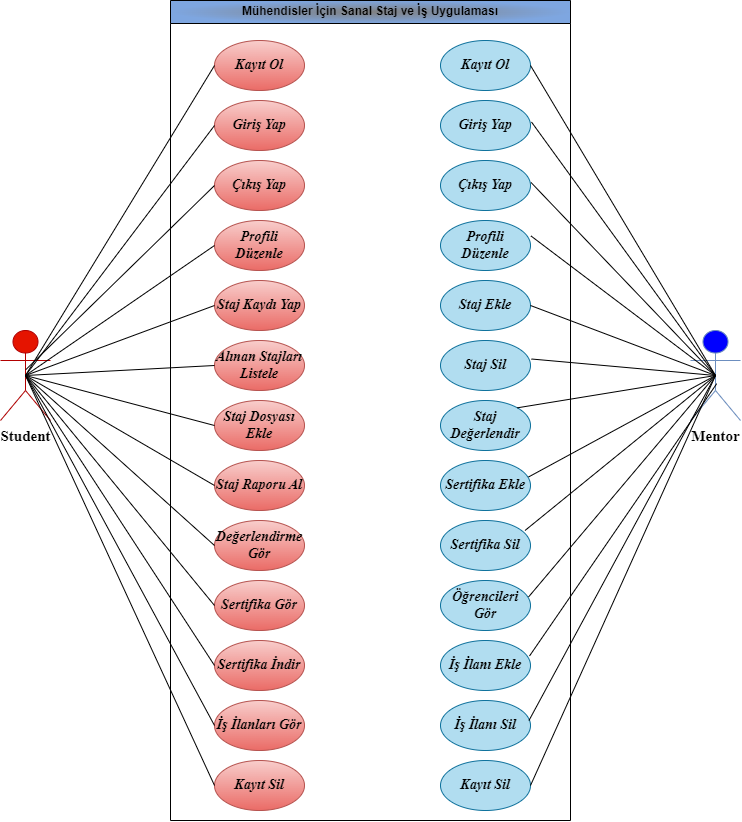 Mühendisler İçin Sanal Staj ve İş Uygulaması
Kayıt Ol
Giriş Yap
Çıkış Yap
Profili
Düzenle
Staj Kaydı Yap
Alınan Stajları
Listele
Staj Dosyası
Ekle
Staj Raporu Al
Değerlendirme
Gör
Sertifika Gör
Sertifika İndir
İş İlanları Gör
Kayıt Sil
Kayıt Ol
Giriş Yap
Çıkış Yap
Profili
Düzenle
Staj Ekle
Staj Sil
Staj
Değerlendir
Sertifika Ekle
Sertifika Sil
Öğrencileri
Gör
İş İlanı Ekle
İş İlanı Sil
Kayıt Sil
Student
Mentor